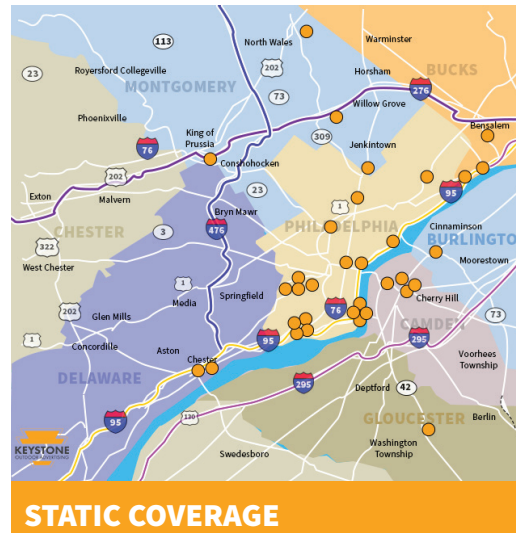 113
North Wales
Warminster
BUCKS
23
Royersford Collegeville
202
Horsham
MONTGOMERY
73
276
Willow Grove
Phoenixville
King of
Prussia
309
Bensalem
76
Jenkintown
Conshohocken
202
23
95
Exton
Malvern
1
Bryn Mawr
476
PHILADELPHIA
Cinnaminson
CHESTER
3
BURLINGTON
322
Moorestown
West Chester
1
Springfield
Media
Cherry Hill
202
Glen Mills
76
73
CAMDEN
1
Concordville
Aston
95
295
Chester
Voorhees
Township
DELAWARE
295
Deptford
42
95
130
GLOUCESTER
Berlin
KEYSTONE
OUTDOOR ADVERTISING
Washington
Township
Swedesboro
STATIC COVERAGE